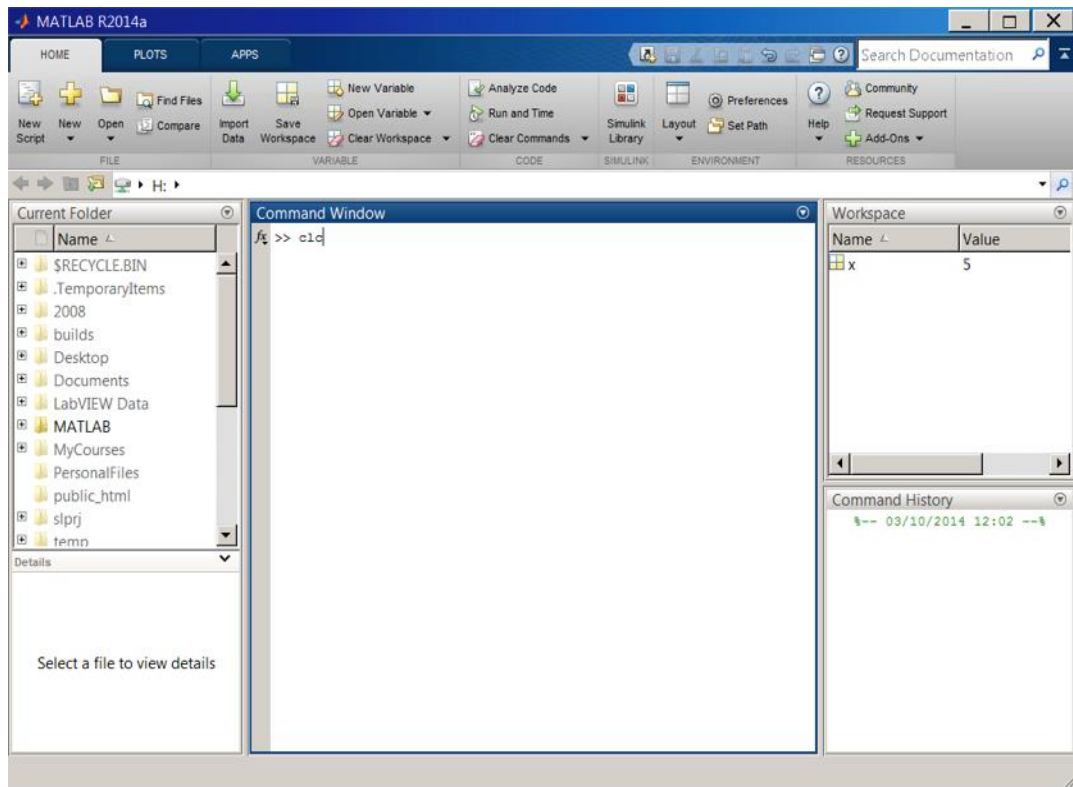 MATLAB R2014a
HOME PLOTS APPS
Search Documentation
New Script
New
Open
Find Files
Compare
FILE
Import Data
Save Workspace
New Variable
Open Variable
Clear Workspace
VARIABLE
Analyze Code
Run and Time
Clear Commands
CODE
Simulink Library
SIMULINK
Layout
Preferences
Set Path
ENVIRONMENT
Help
Community
Request Support
Add-Ons
RESOURCES
H:
Current Folder
Name
$RECYCLE.BIN
.TemporaryItems
2008
builds
Desktop
Documents
LabVIEW Data
MATLAB
MyCourses
PersonalFiles
public_html
slprj
temp
Details
Select a file to view details
Command Window
fx >> clc
Workspace
Name Value
x 5
Command History
%-- 03/10/2014 12:02 --%